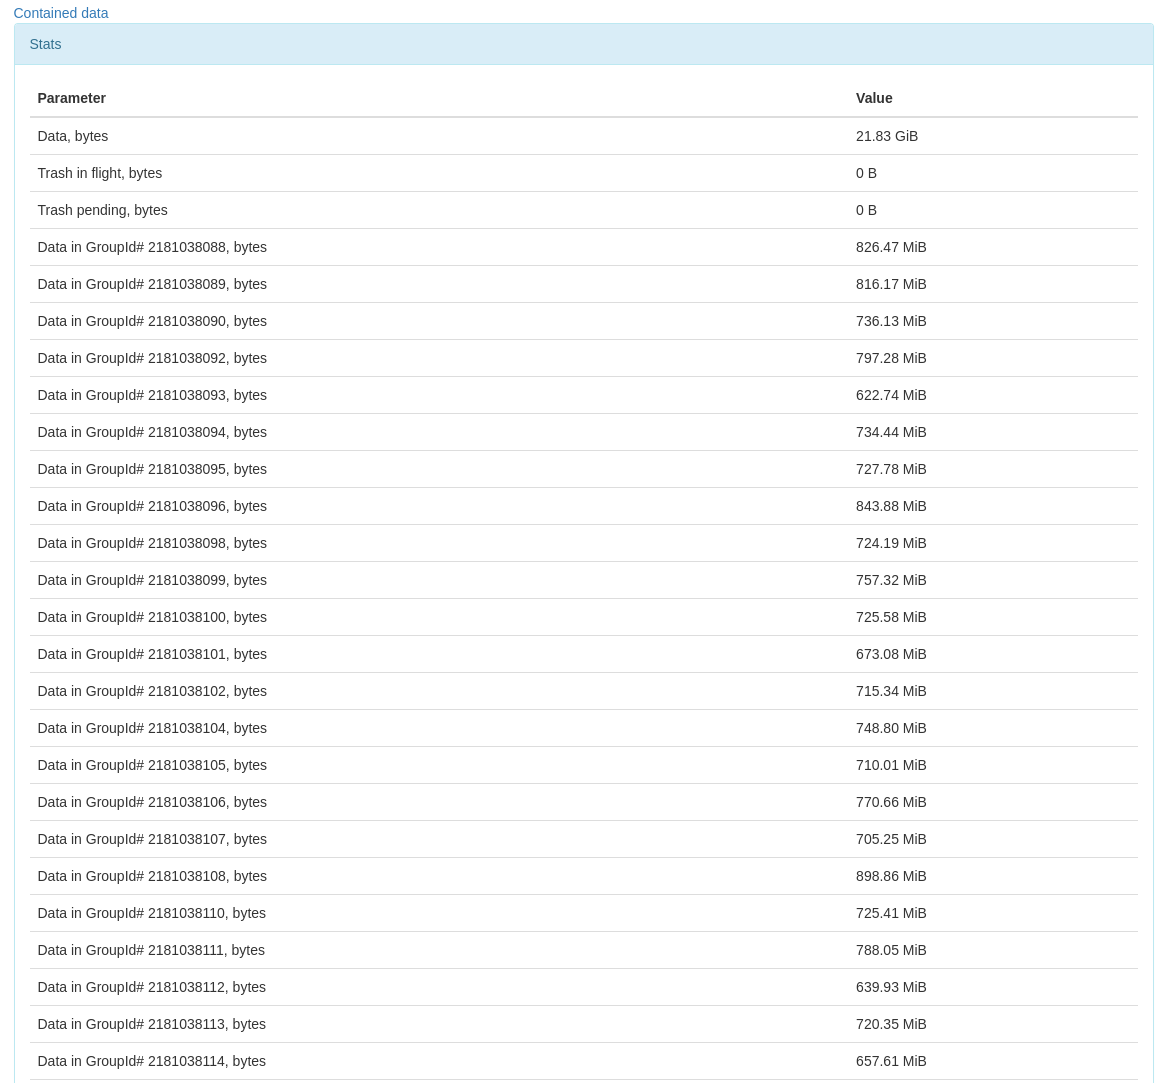 Contained data
Stats
Parameter Value
Data, bytes 21.83 GiB
Trash in flight, bytes 0 B
Trash pending, bytes 0 B
Data in GroupId# 2181038088, bytes 826.47 MiB
Data in GroupId# 2181038089, bytes 816.17 MiB
Data in GroupId# 2181038090, bytes 736.13 MiB
Data in GroupId# 2181038092, bytes 797.28 MiB
Data in GroupId# 2181038093, bytes 622.74 MiB
Data in GroupId# 2181038094, bytes 734.44 MiB
Data in GroupId# 2181038095, bytes 727.78 MiB
Data in GroupId# 2181038096, bytes 843.88 MiB
Data in GroupId# 2181038098, bytes 724.19 MiB
Data in GroupId# 2181038099, bytes 757.32 MiB
Data in GroupId# 2181038100, bytes 725.58 MiB
Data in GroupId# 2181038101, bytes 673.08 MiB
Data in GroupId# 2181038102, bytes 715.34 MiB
Data in GroupId# 2181038104, bytes 748.80 MiB
Data in GroupId# 2181038105, bytes 710.01 MiB
Data in GroupId# 2181038106, bytes 770.66 MiB
Data in GroupId# 2181038107, bytes 705.25 MiB
Data in GroupId# 2181038108, bytes 898.86 MiB
Data in GroupId# 2181038110, bytes 725.41 MiB
Data in GroupId# 2181038111, bytes 788.05 MiB
Data in GroupId# 2181038112, bytes 639.93 MiB
Data in GroupId# 2181038113, bytes 720.35 MiB
Data in GroupId# 2181038114, bytes 657.61 MiB